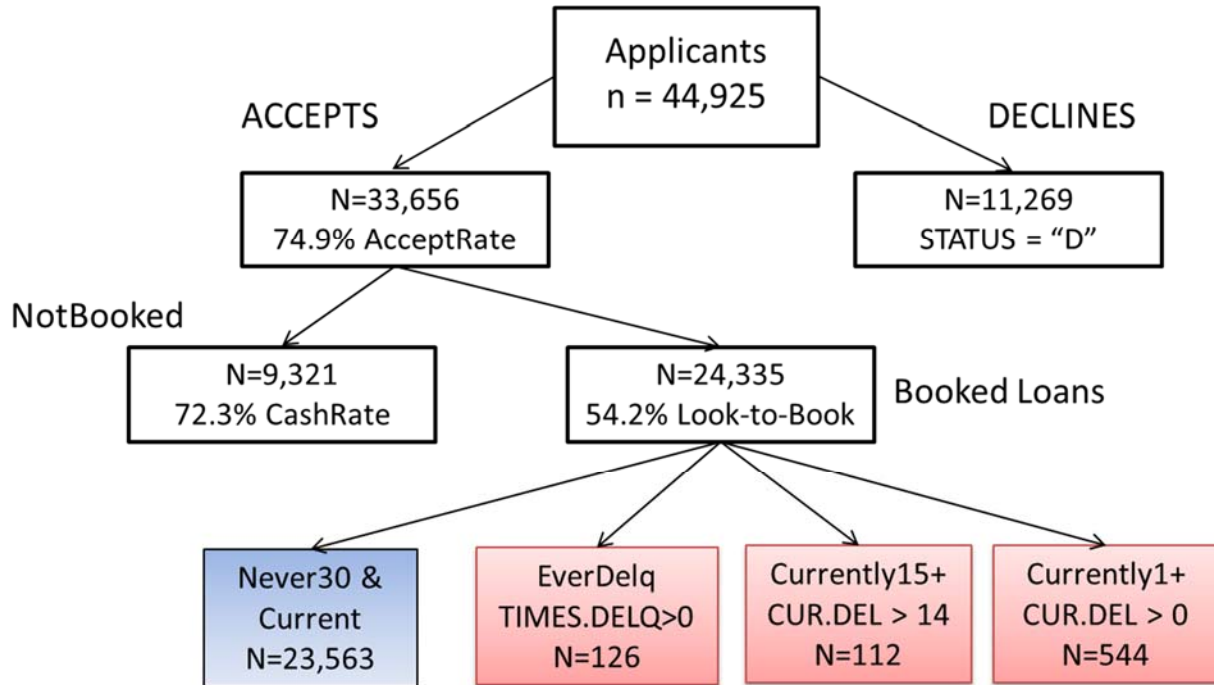 Applicants
n = 44,925
ACCEPTS
DECLINES
N=33,656
74.9% AcceptRate
N=11,269
STATUS = “D”
NotBooked
N=9,321
72.3% CashRate
N=24,335
54.2% Look-to-Book
Booked Loans
Never30 &
Current
N=23,563
EverDelq
TIMES.DELQ>0
N=126
Currently15+
CUR.DEL > 14
N=112
Currently1+
CUR.DEL > 0
N=544